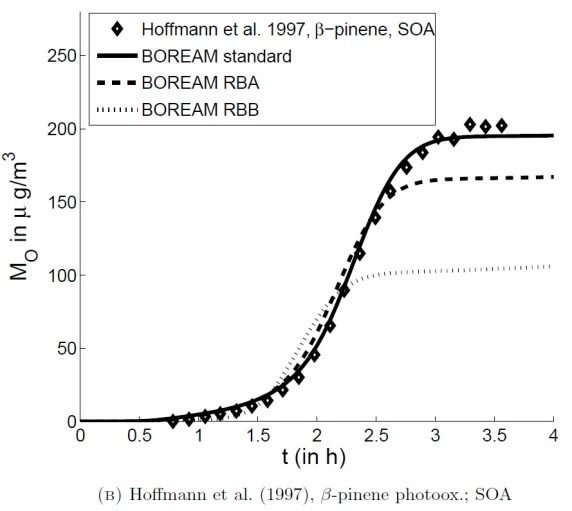 Hoffmann et al. 1997, β−pinene, SOA
BOREAM standard
BOREAM RBA
BOREAM RBB
250
200
150
100
50
0
M_O in μ g/m³
0 0.5 1 1.5 2 2.5 3 3.5 4
t (in h)
(B) Hoffmann et al. (1997), β-pinene photoox.; SOA